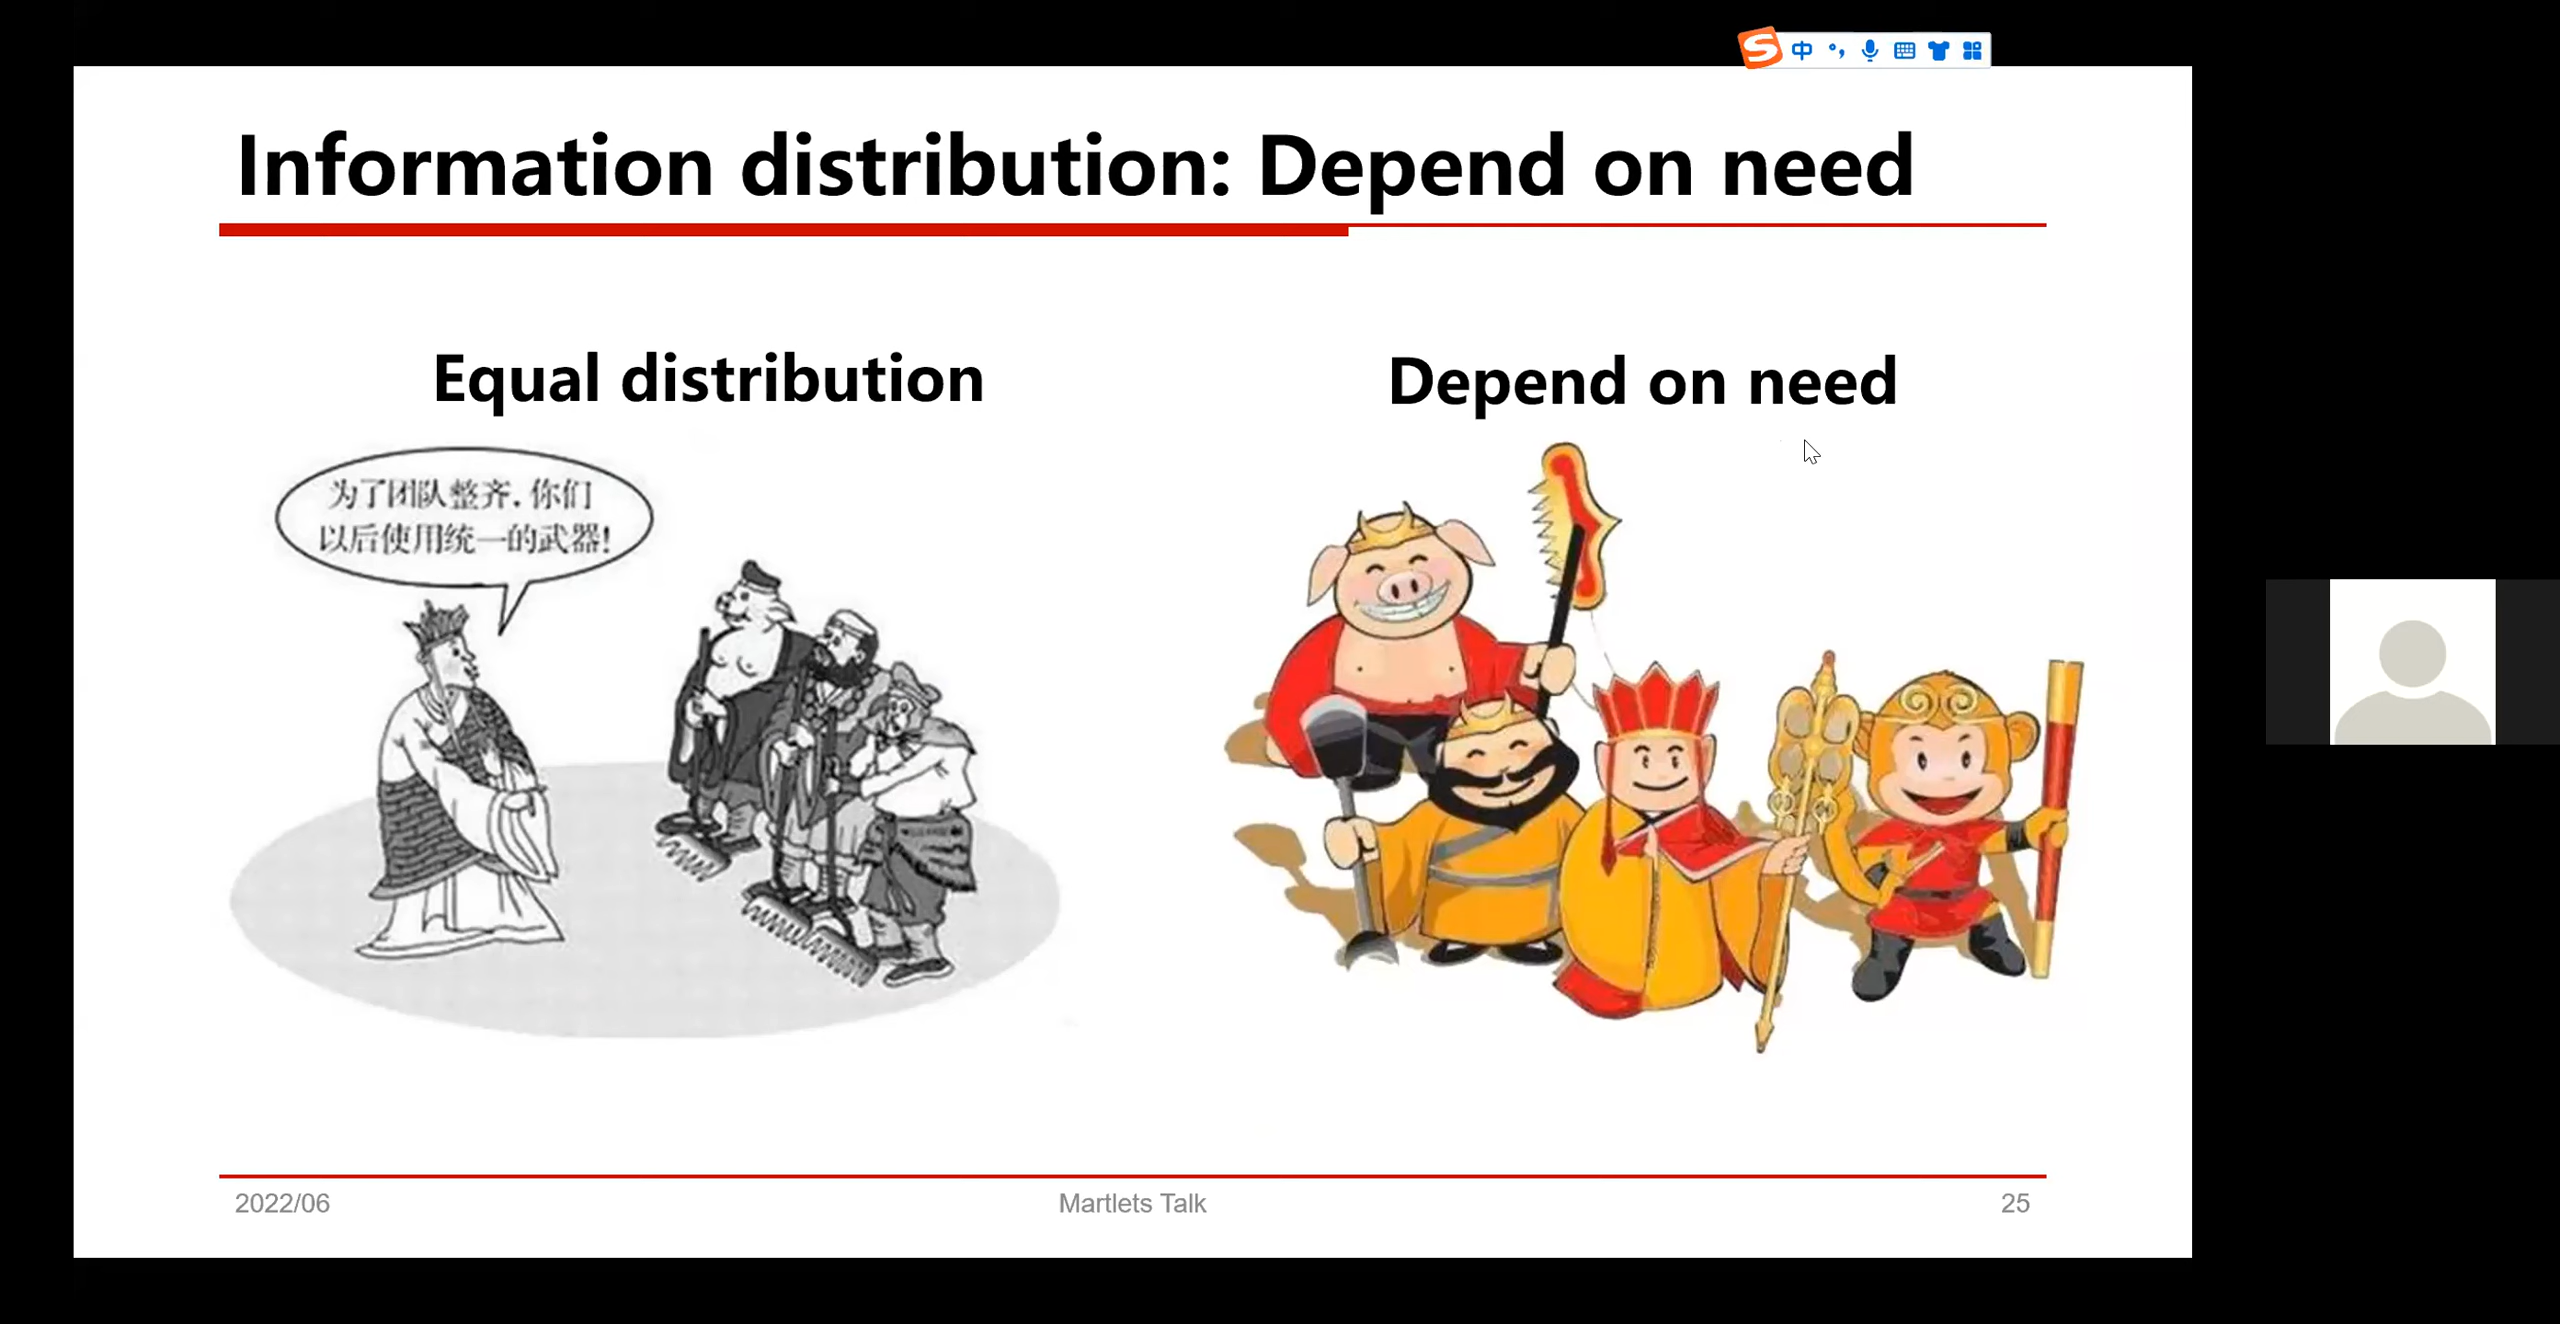 中
Information distribution: Depend on need
Equal distribution
Depend on need
为了团队整齐.你们
以后使用统一的武器!
2022/06
Martlets Talk
25